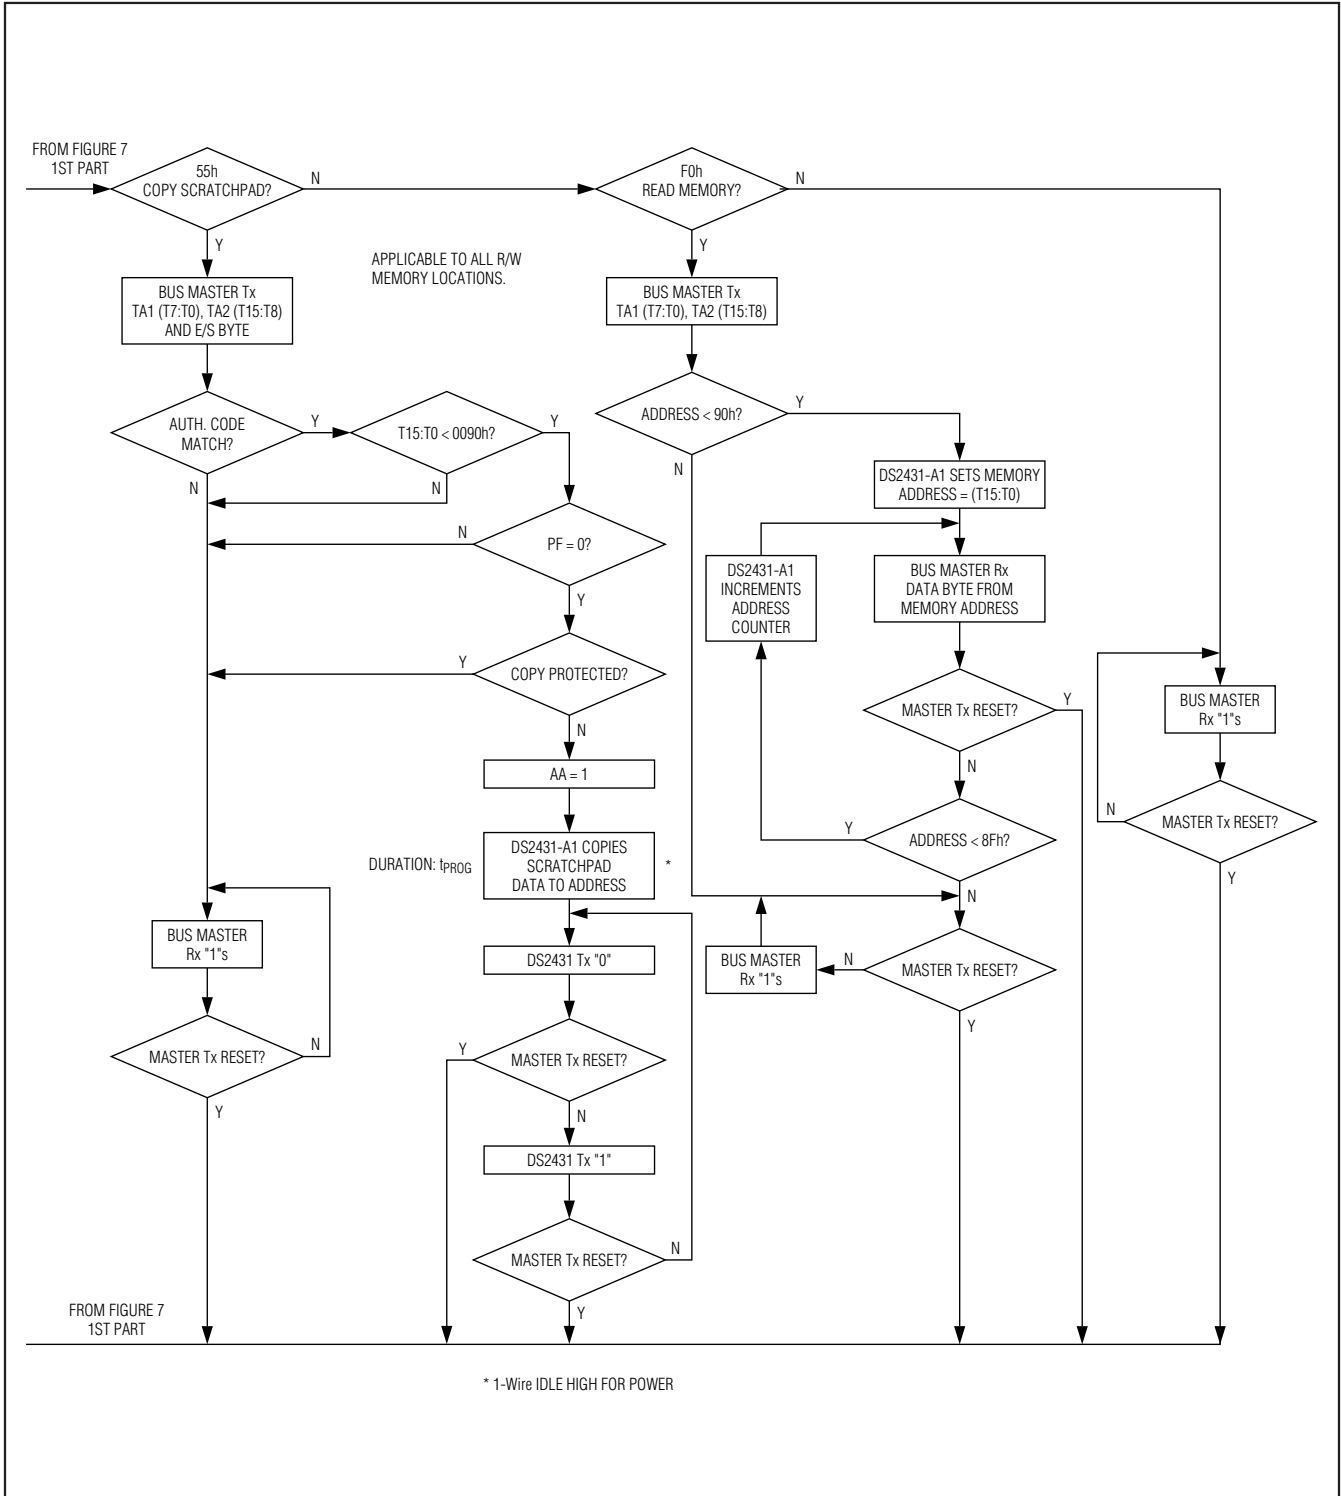 FROM FIGURE 7
1ST PART
55h
COPY SCRATCHPAD?
N
Y
F0h
READ MEMORY?
N
Y
APPLICABLE TO ALL R/W
MEMORY LOCATIONS.
BUS MASTER Tx
TA1 (T7:T0), TA2 (T15:T8)
AND E/S BYTE
AUTH. CODE
MATCH?
Y
N
T15:T0 < 0090h?
Y
N
PF = 0?
N
Y
COPY PROTECTED?
Y
N
AA = 1
DURATION: tPROG
DS2431-A1 COPIES
SCRATCHPAD
DATA TO ADDRESS
*
DS2431 Tx "0"
MASTER Tx RESET?
Y
N
DS2431 Tx "1"
MASTER Tx RESET?
N
Y
BUS MASTER
Rx "1"s
MASTER Tx RESET?
N
Y
BUS MASTER Tx
TA1 (T7:T0), TA2 (T15:T8)
ADDRESS < 90h?
Y
N
DS2431-A1 SETS MEMORY
ADDRESS = (T15:T0)
DS2431-A1
INCREMENTS
ADDRESS
COUNTER
BUS MASTER Rx
DATA BYTE FROM
MEMORY ADDRESS
MASTER Tx RESET?
Y
N
ADDRESS < 8Fh?
Y
N
BUS MASTER
Rx "1"s
N
MASTER Tx RESET?
Y
BUS MASTER
Rx "1"s
MASTER Tx RESET?
N
Y
FROM FIGURE 7
1ST PART
* 1-Wire IDLE HIGH FOR POWER